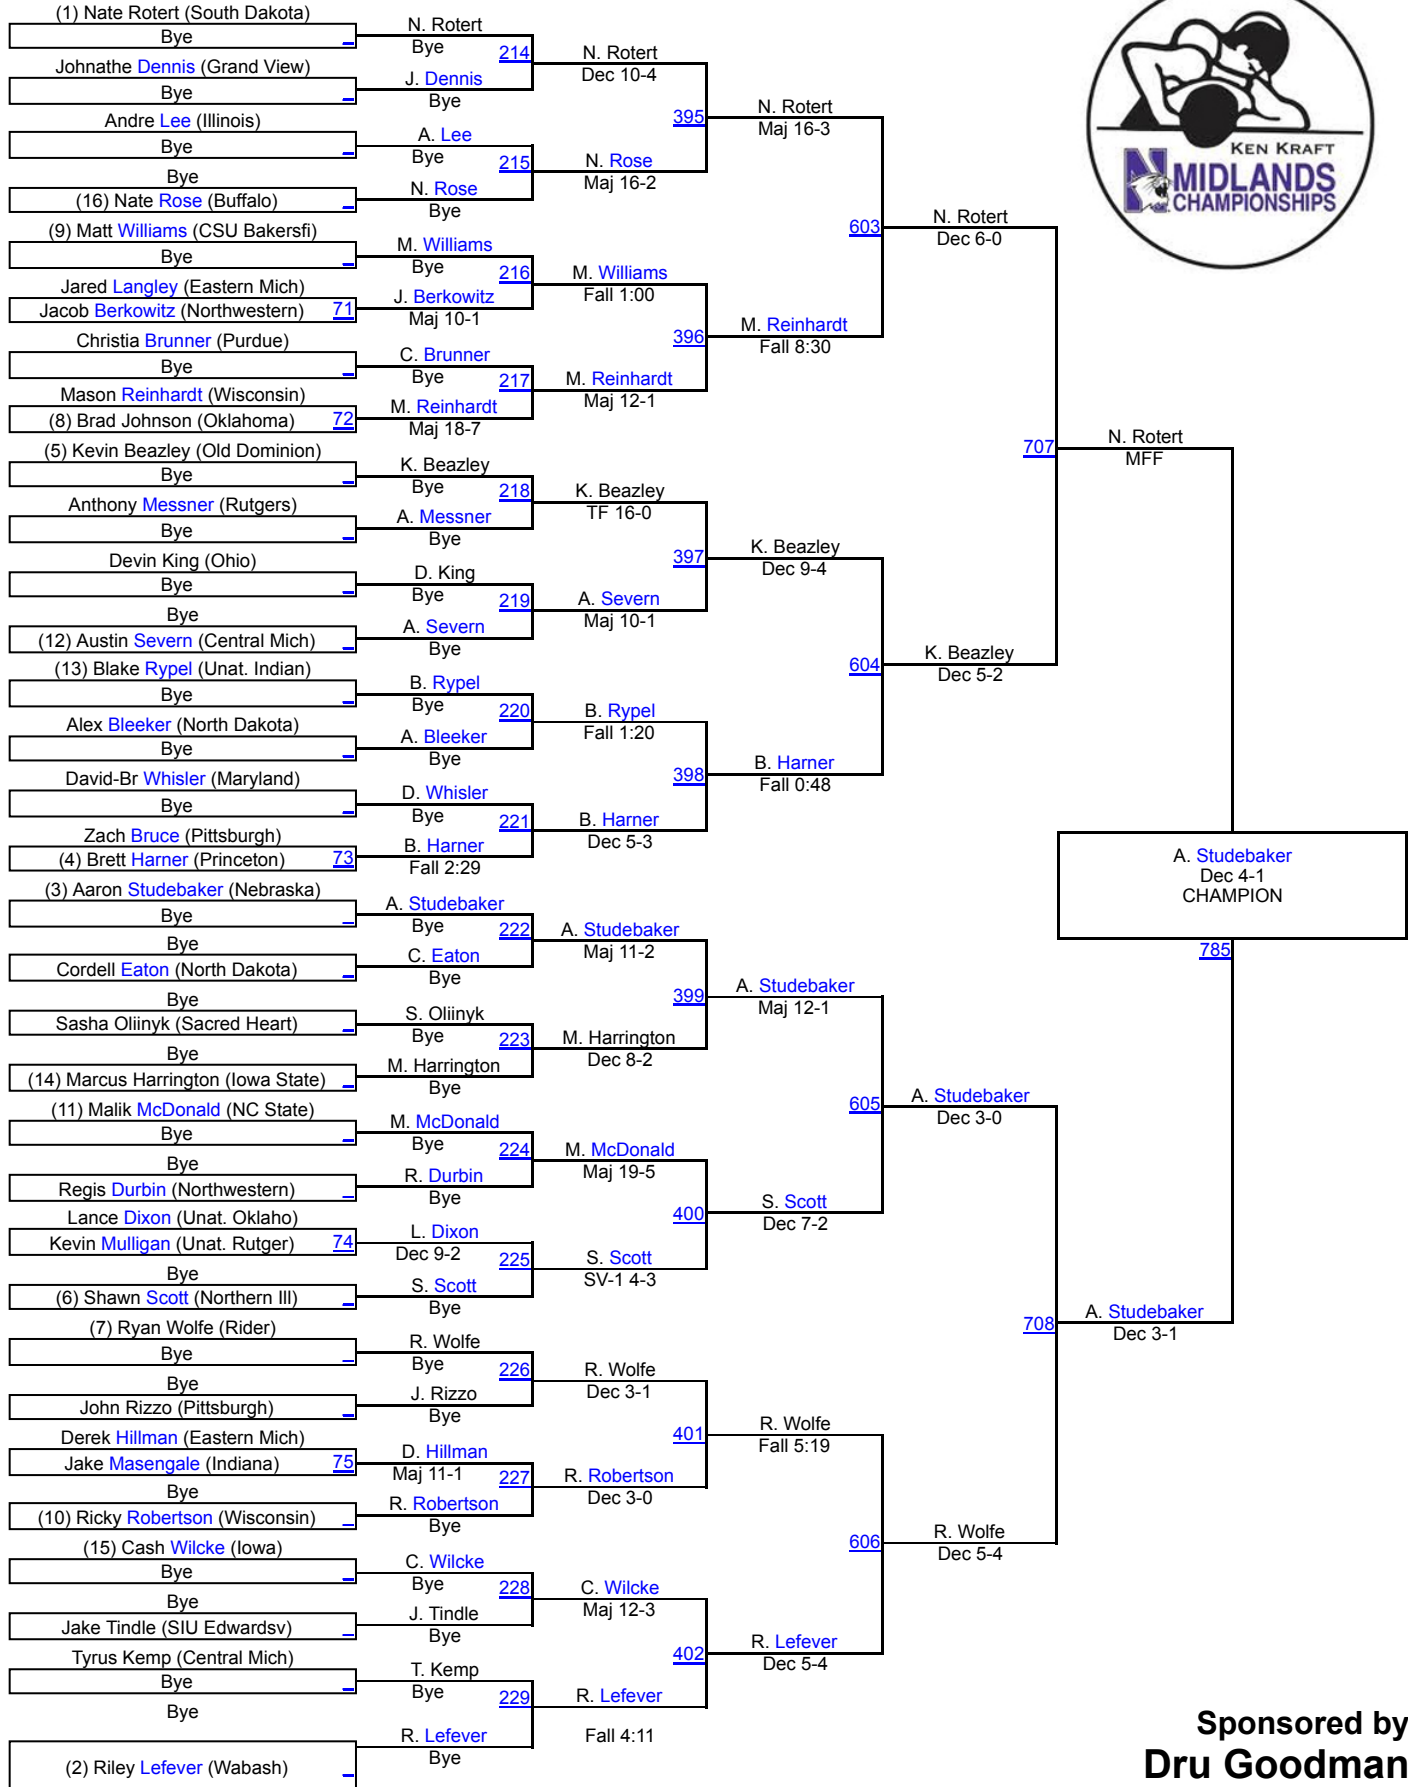 (1) Nate Rotert (South Dakota)
Bye
Johnathe Dennis (Grand View)
Bye
Andre Lee (Illinois)
Bye
Bye
(16) Nate Rose (Buffalo)
(9) Matt Williams (CSU Bakersfi)
Bye
Jared Langley (Eastern Mich)
Jacob Berkowitz (Northwestern) 71
Christia Brunner (Purdue)
Bye
Mason Reinhardt (Wisconsin)
(8) Brad Johnson (Oklahoma) 72
(5) Kevin Beazley (Old Dominion)
Bye
Anthony Messner (Rutgers)
Bye
Devin King (Ohio)
Bye
Bye
(12) Austin Severn (Central Mich)
(13) Blake Rypel (Unat. Indian)
Bye
Alex Bleeker (North Dakota)
Bye
David-Br Whisler (Maryland)
Bye
Zach Bruce (Pittsburgh)
(4) Brett Harner (Princeton) 73
(3) Aaron Studebaker (Nebraska)
Bye
Bye
Cordell Eaton (North Dakota)
Bye
Sasha Oliinyk (Sacred Heart)
Bye
(14) Marcus Harrington (Iowa State)
(11) Malik McDonald (NC State)
Bye
Bye
Regis Durbin (Northwestern)
Lance Dixon (Unat. Oklaho)
Kevin Mulligan (Unat. Rutger) 74
Bye
(6) Shawn Scott (Northern Ill)
(7) Ryan Wolfe (Rider)
Bye
Bye
John Rizzo (Pittsburgh)
Derek Hillman (Eastern Mich)
Jake Masengale (Indiana) 75
Bye
(10) Ricky Robertson (Wisconsin)
(15) Cash Wilcke (Iowa)
Bye
Bye
Jake Tindle (SIU Edwardsv)
Tyrus Kemp (Central Mich)
Bye
Bye
(2) Riley Lefever (Wabash)
N. Rotert
Bye
214
J. Dennis
Bye
A. Lee
Bye
215
N. Rose
Bye
M. Williams
Bye
216
J. Berkowitz
Maj 10-1
C. Brunner
Bye
217
M. Reinhardt
Maj 18-7
K. Beazley
Bye
218
A. Messner
Bye
D. King
Bye
219
A. Severn
Bye
B. Rypel
Bye
220
A. Bleeker
Bye
D. Whisler
Bye
221
B. Harner
Fall 2:29
A. Studebaker
Bye
222
C. Eaton
Bye
S. Oliinyk
Bye
223
M. Harrington
Bye
M. McDonald
Bye
224
R. Durbin
Bye
L. Dixon
Dec 9-2
225
S. Scott
Bye
R. Wolfe
Bye
226
J. Rizzo
Bye
D. Hillman
Maj 11-1
227
R. Robertson
Bye
C. Wilcke
Bye
228
J. Tindle
Bye
T. Kemp
Bye
229
R. Lefever
Bye
N. Rotert
Dec 10-4
395
N. Rose
Maj 16-2
M. Williams
Fall 1:00
396
M. Reinhardt
Maj 12-1
K. Beazley
TF 16-0
397
A. Severn
Maj 10-1
B. Rypel
Fall 1:20
398
B. Harner
Dec 5-3
A. Studebaker
Maj 11-2
399
M. Harrington
Dec 8-2
M. McDonald
Maj 19-5
400
S. Scott
SV-1 4-3
R. Wolfe
Dec 3-1
401
R. Robertson
Dec 3-0
C. Wilcke
Maj 12-3
402
R. Lefever
Fall 4:11
N. Rotert
Maj 16-3
603
M. Reinhardt
Fall 8:30
K. Beazley
Dec 9-4
604
B. Harner
Fall 0:48
A. Studebaker
Maj 12-1
605
S. Scott
Dec 7-2
R. Wolfe
Fall 5:19
606
R. Lefever
Dec 5-4
N. Rotert
Dec 6-0
707
K. Beazley
Dec 5-2
A. Studebaker
Dec 3-0
708
R. Wolfe
Dec 5-4
N. Rotert
MFF
A. Studebaker
Dec 4-1
CHAMPION
785
A. Studebaker
Dec 3-1
KEN KRAFT
N MIDLANDS
CHAMPIONSHIPS
Sponsored by
Dru Goodman